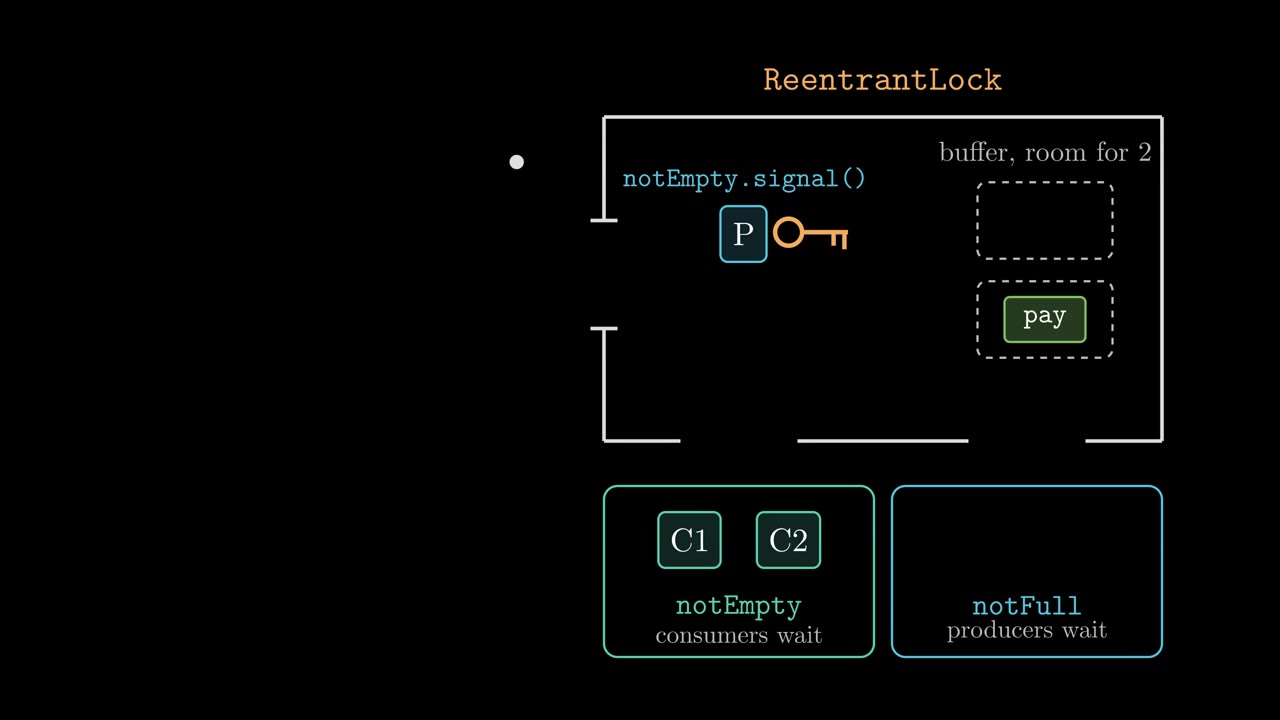 ReentrantLock
buffer, room for 2
notEmpty.signal()
P
pay
C1 C2
notEmpty
consumers wait
notFull
producers wait